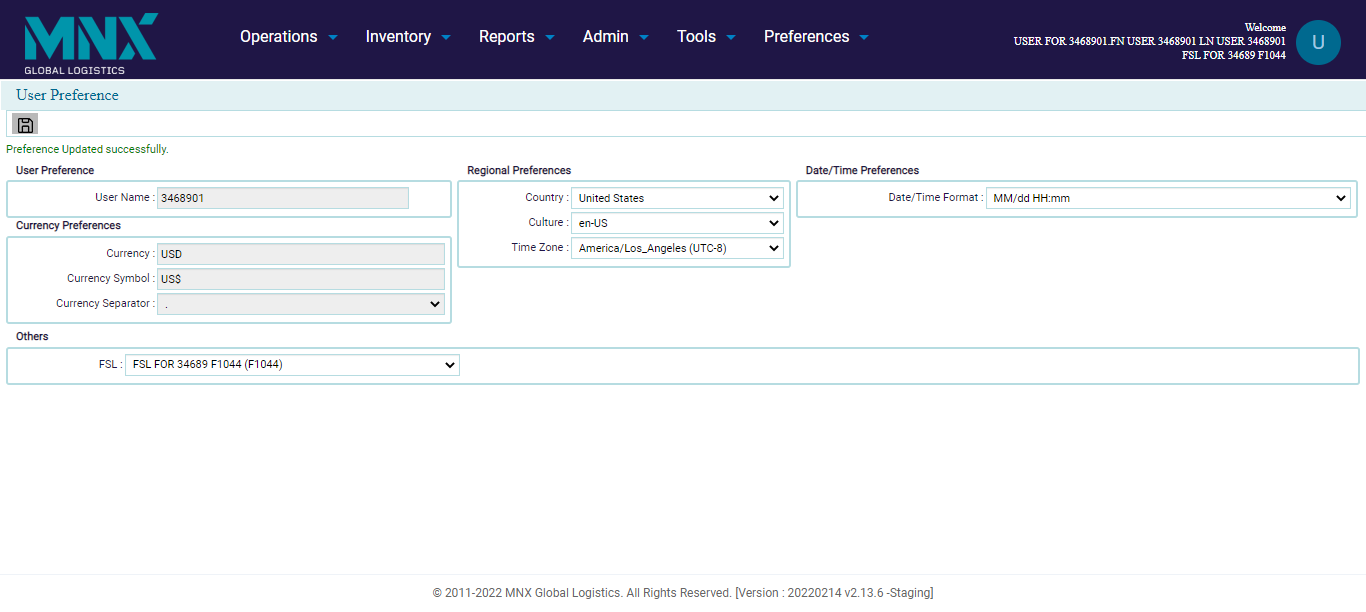 MNX
GLOBAL LOGISTICS
Operations
Inventory
Reports
Admin
Tools
Preferences
Welcome
USER FOR 3468901.FN USER 3468901 LN USER 3468901
FSL FOR 34689 F1044
U
User Preference
Preference Updated successfully.
User Preference
User Name : 3468901
Currency Preferences
Currency : USD
Currency Symbol : US$
Currency Separator : .
Regional Preferences
Country : United States
Culture : en-US
Time Zone : America/Los_Angeles (UTC-8)
Date/Time Preferences
Date/Time Format : MM/dd HH:mm
Others
FSL : FSL FOR 34689 F1044 (F1044)
© 2011-2022 MNX Global Logistics. All Rights Reserved. [Version : 20220214 v2.13.6 -Staging]